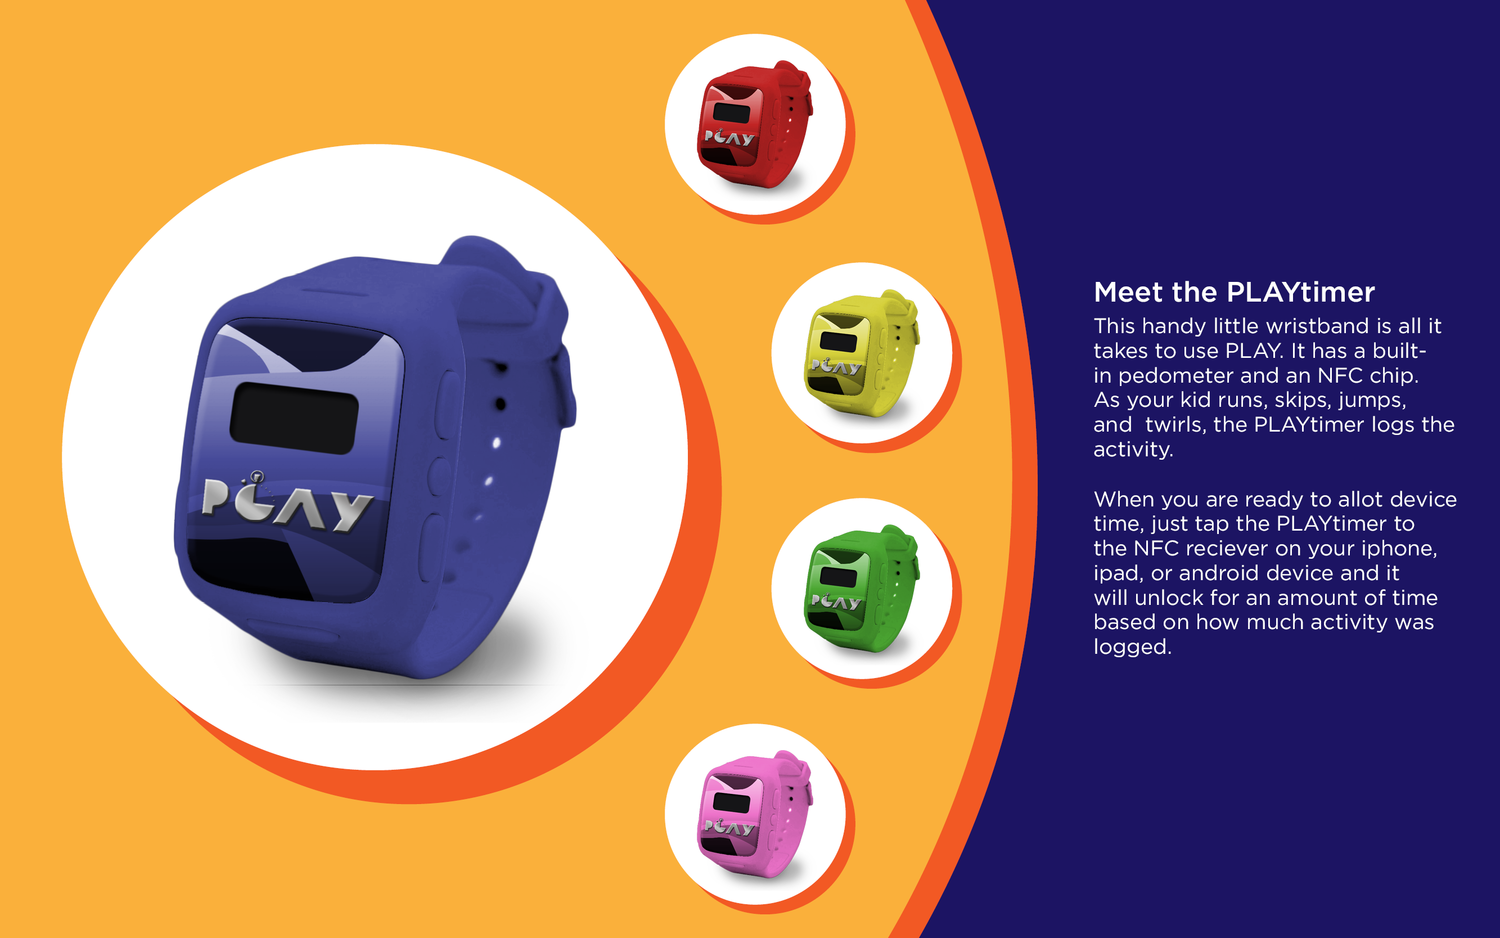 PLAY
PLAY
PLAY
PLAY
PLAY
Meet the PLAYtimer
This handy little wristband is all it
takes to use PLAY. It has a built-
in pedometer and an NFC chip.
As your kid runs, skips, jumps,
and  twirls, the PLAYtimer logs the
activity.
When you are ready to allot device
time, just tap the PLAYtimer to
the NFC reciever on your iphone,
ipad, or android device and it
will unlock for an amount of time
based on how much activity was
logged.